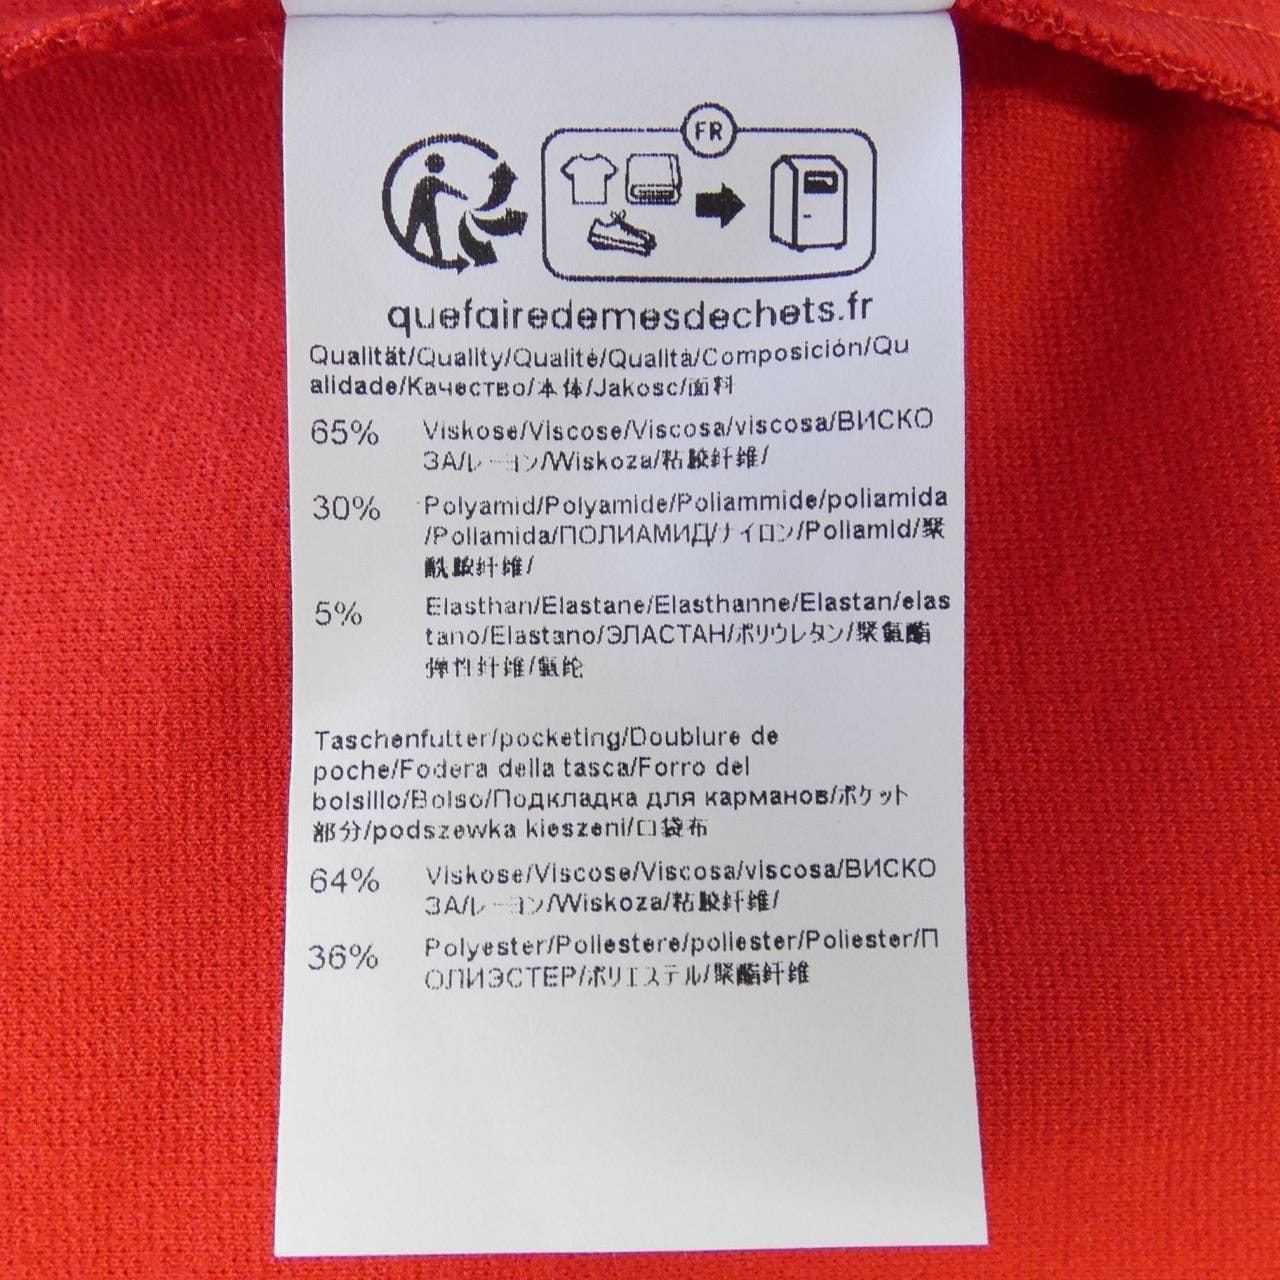 FR
quefairedemesdechets.fr
Qualität/Quality/Qualité/Qualità/Composición/Qu
alidade/Качество/本体/Jakosc/面料
65% Viskose/Viscose/Viscosa/viscosa/ВИСКО
ЗА/レーヨン/Wiskoza/粘胶纤维/
30% Polyamid/Polyamide/Poliammide/poliamida
/Poliamida/ПОЛИАМИД/ナイロン/Poliamid/聚
酰胺纤维/
5% Elasthan/Elastane/Elasthanne/Elastan/elas
tano/Elastano/ЭЛАСТАН/ポリウレタン/聚氨酯
弹性纤维/氨纶
Taschenfutter/pocketing/Doublure de
poche/Fodera della tasca/Forro del
bolsillo/Bolso/Подкладка для карманов/ポケット
部分/podszewka kieszeni/口袋布
64% Viskose/Viscose/Viscosa/viscosa/ВИСКО
ЗА/レーヨン/Wiskoza/粘胶纤维/
36% Polyester/Poliestere/poliester/Poliester/П
ОЛИЭСТЕР/ポリエステル/聚酯纤维